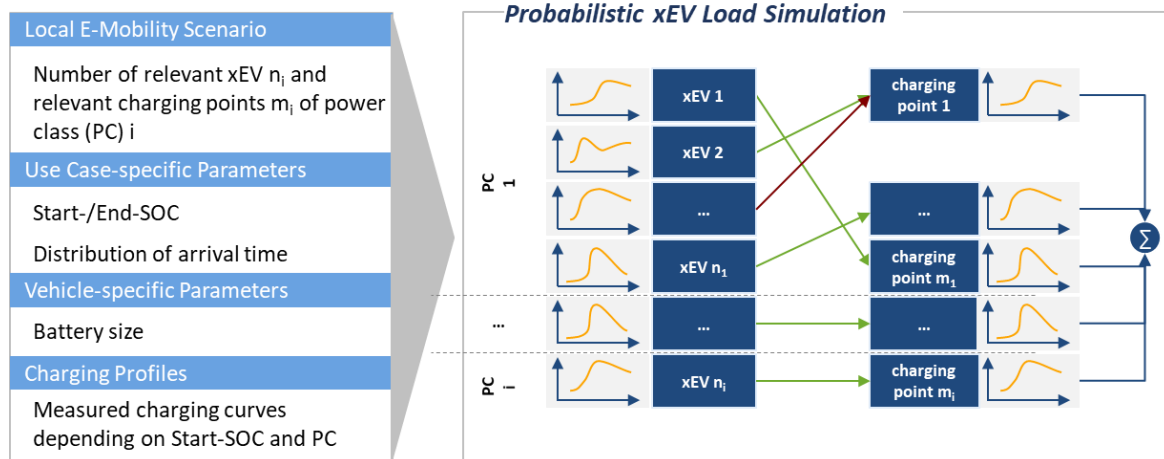 Local E-Mobility Scenario
Number of relevant xEV nᵢ and
relevant charging points mᵢ of power
class (PC) i
Use Case-specific Parameters
Start-/End-SOC
Distribution of arrival time
Vehicle-specific Parameters
Battery size
Charging Profiles
Measured charging curves
depending on Start-SOC and PC
Probabilistic xEV Load Simulation
PC
1
xEV 1
xEV 2
...
xEV n₁
charging
point 1
...
charging
point m₁
∑
...
...
...
PC
i
xEV nᵢ
charging
point mᵢ